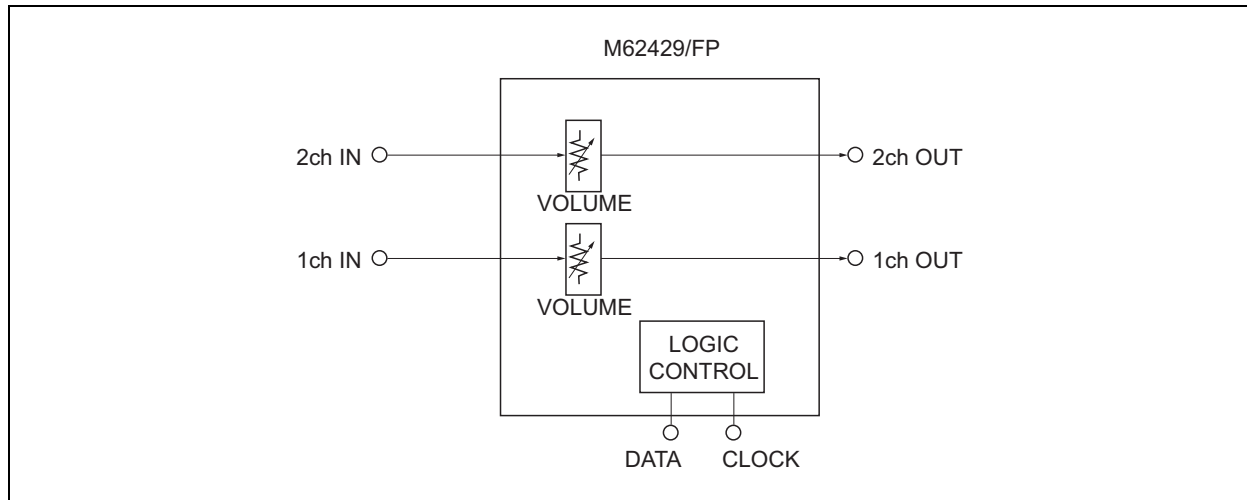 M62429/FP
2ch IN
2ch OUT
VOLUME
1ch IN
1ch OUT
VOLUME
LOGIC
CONTROL
DATA
CLOCK